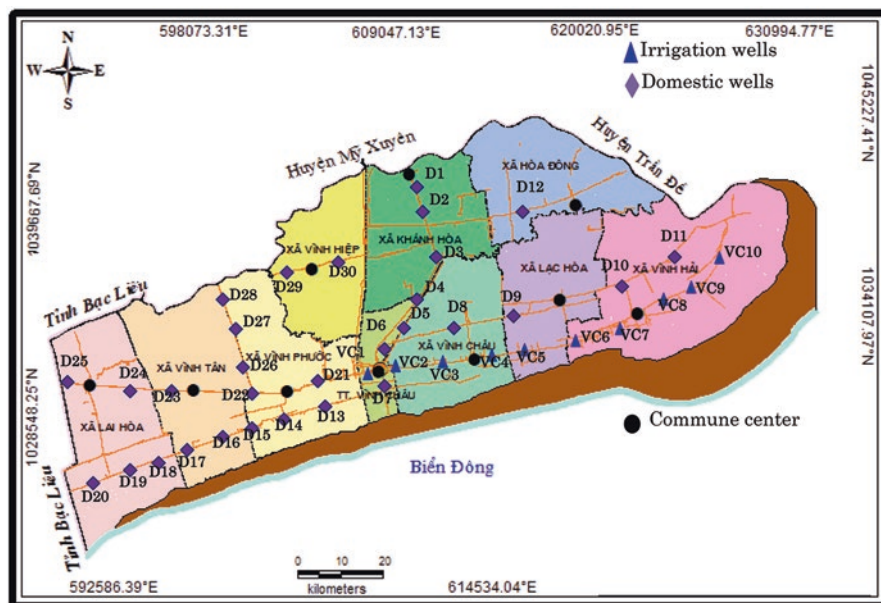 598073.31°E
609047.13°E
620020.95°E
630994.77°E
N
W
E
S
Irrigation wells
Domestic wells
1045227.41°N
Huyện Mỹ Xuyên
Huyện Trần Đề
1039667.69°N
XÃ HÒA ĐÔNG
D1
D2
D12
XÃ KHÁNH HÒA
XÃ VĨNH HIỆP
D3
D11
VC10
D29
D30
XÃ LẠC HÒA
D10
XÃ VĨNH HẢI
1034107.97°N
Tỉnh Bạc Liêu
D28
D4
D9
VC9
VC8
D27
D6
D5
D8
VC7
VC6
XÃ VĨNH CHÂU
VC1
VC2
VC3
VC4
VC5
D25
D24
XÃ VĨNH TÂN
XÃ VĨNH PHƯỚC
D26
D21
D23
D22
TT. VĨNH CHÂU
D7
1028548.25°N
XÃ LAI HÒA
D13
D14
D15
D16
D17
D18
D19
D20
Commune center
Biển Đông
Tỉnh Bạc Liêu
0 10 20
kilometers
592586.39°E
614534.04°E